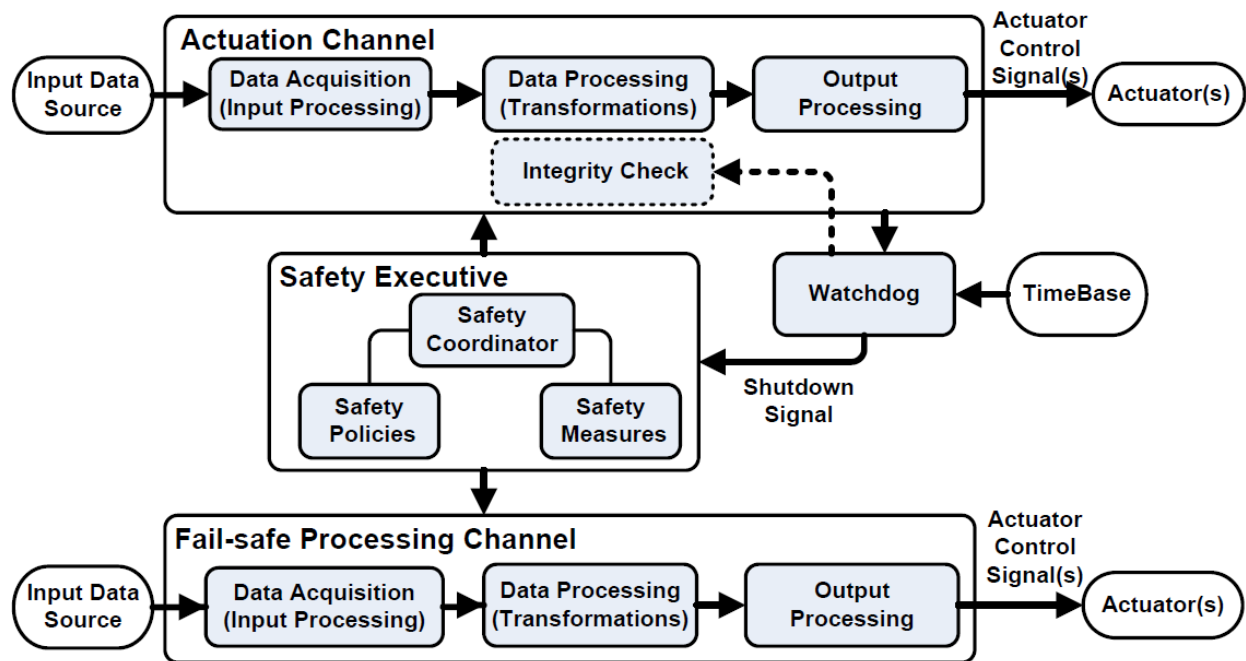 Actuation Channel
Actuator
Control
Signal(s)
Input Data
Source
Data Acquisition
(Input Processing)
Data Processing
(Transformations)
Output
Processing
Actuator(s)
Integrity Check
Safety Executive
Safety
Coordinator
Safety
Policies
Safety
Measures
Watchdog
TimeBase
Shutdown
Signal
Fail-safe Processing Channel
Actuator
Control
Signal(s)
Input Data
Source
Data Acquisition
(Input Processing)
Data Processing
(Transformations)
Output
Processing
Actuator(s)